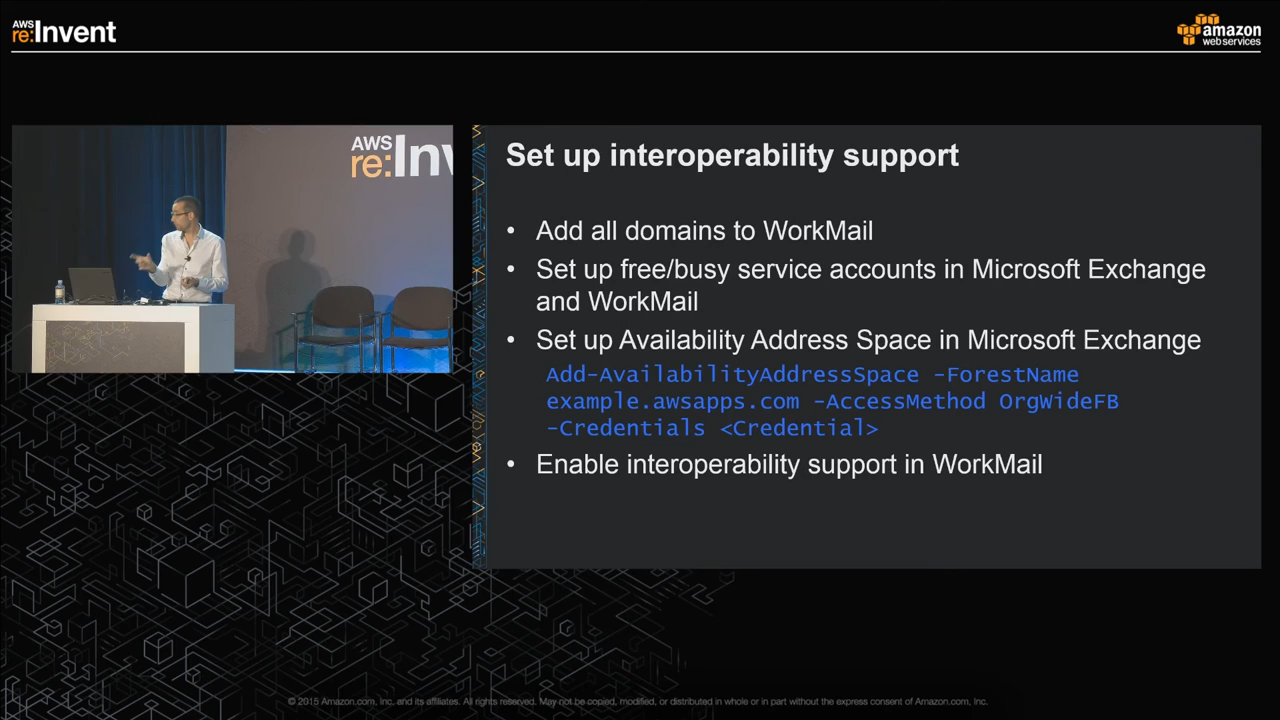 AWS
re:Invent
amazon
web services
AWS
re:Inv
Set up interoperability support
• Add all domains to WorkMail
• Set up free/busy service accounts in Microsoft Exchange
and WorkMail
• Set up Availability Address Space in Microsoft Exchange
Add-AvailabilityAddressSpace -ForestName
example.awsapps.com -AccessMethod OrgWideFB
-Credentials <Credential>
• Enable interoperability support in WorkMail
© 2015 Amazon.com, Inc. and its affiliates. All rights reserved. May not be copied, modified, or distributed in whole or in part without the express consent of Amazon.com, Inc.